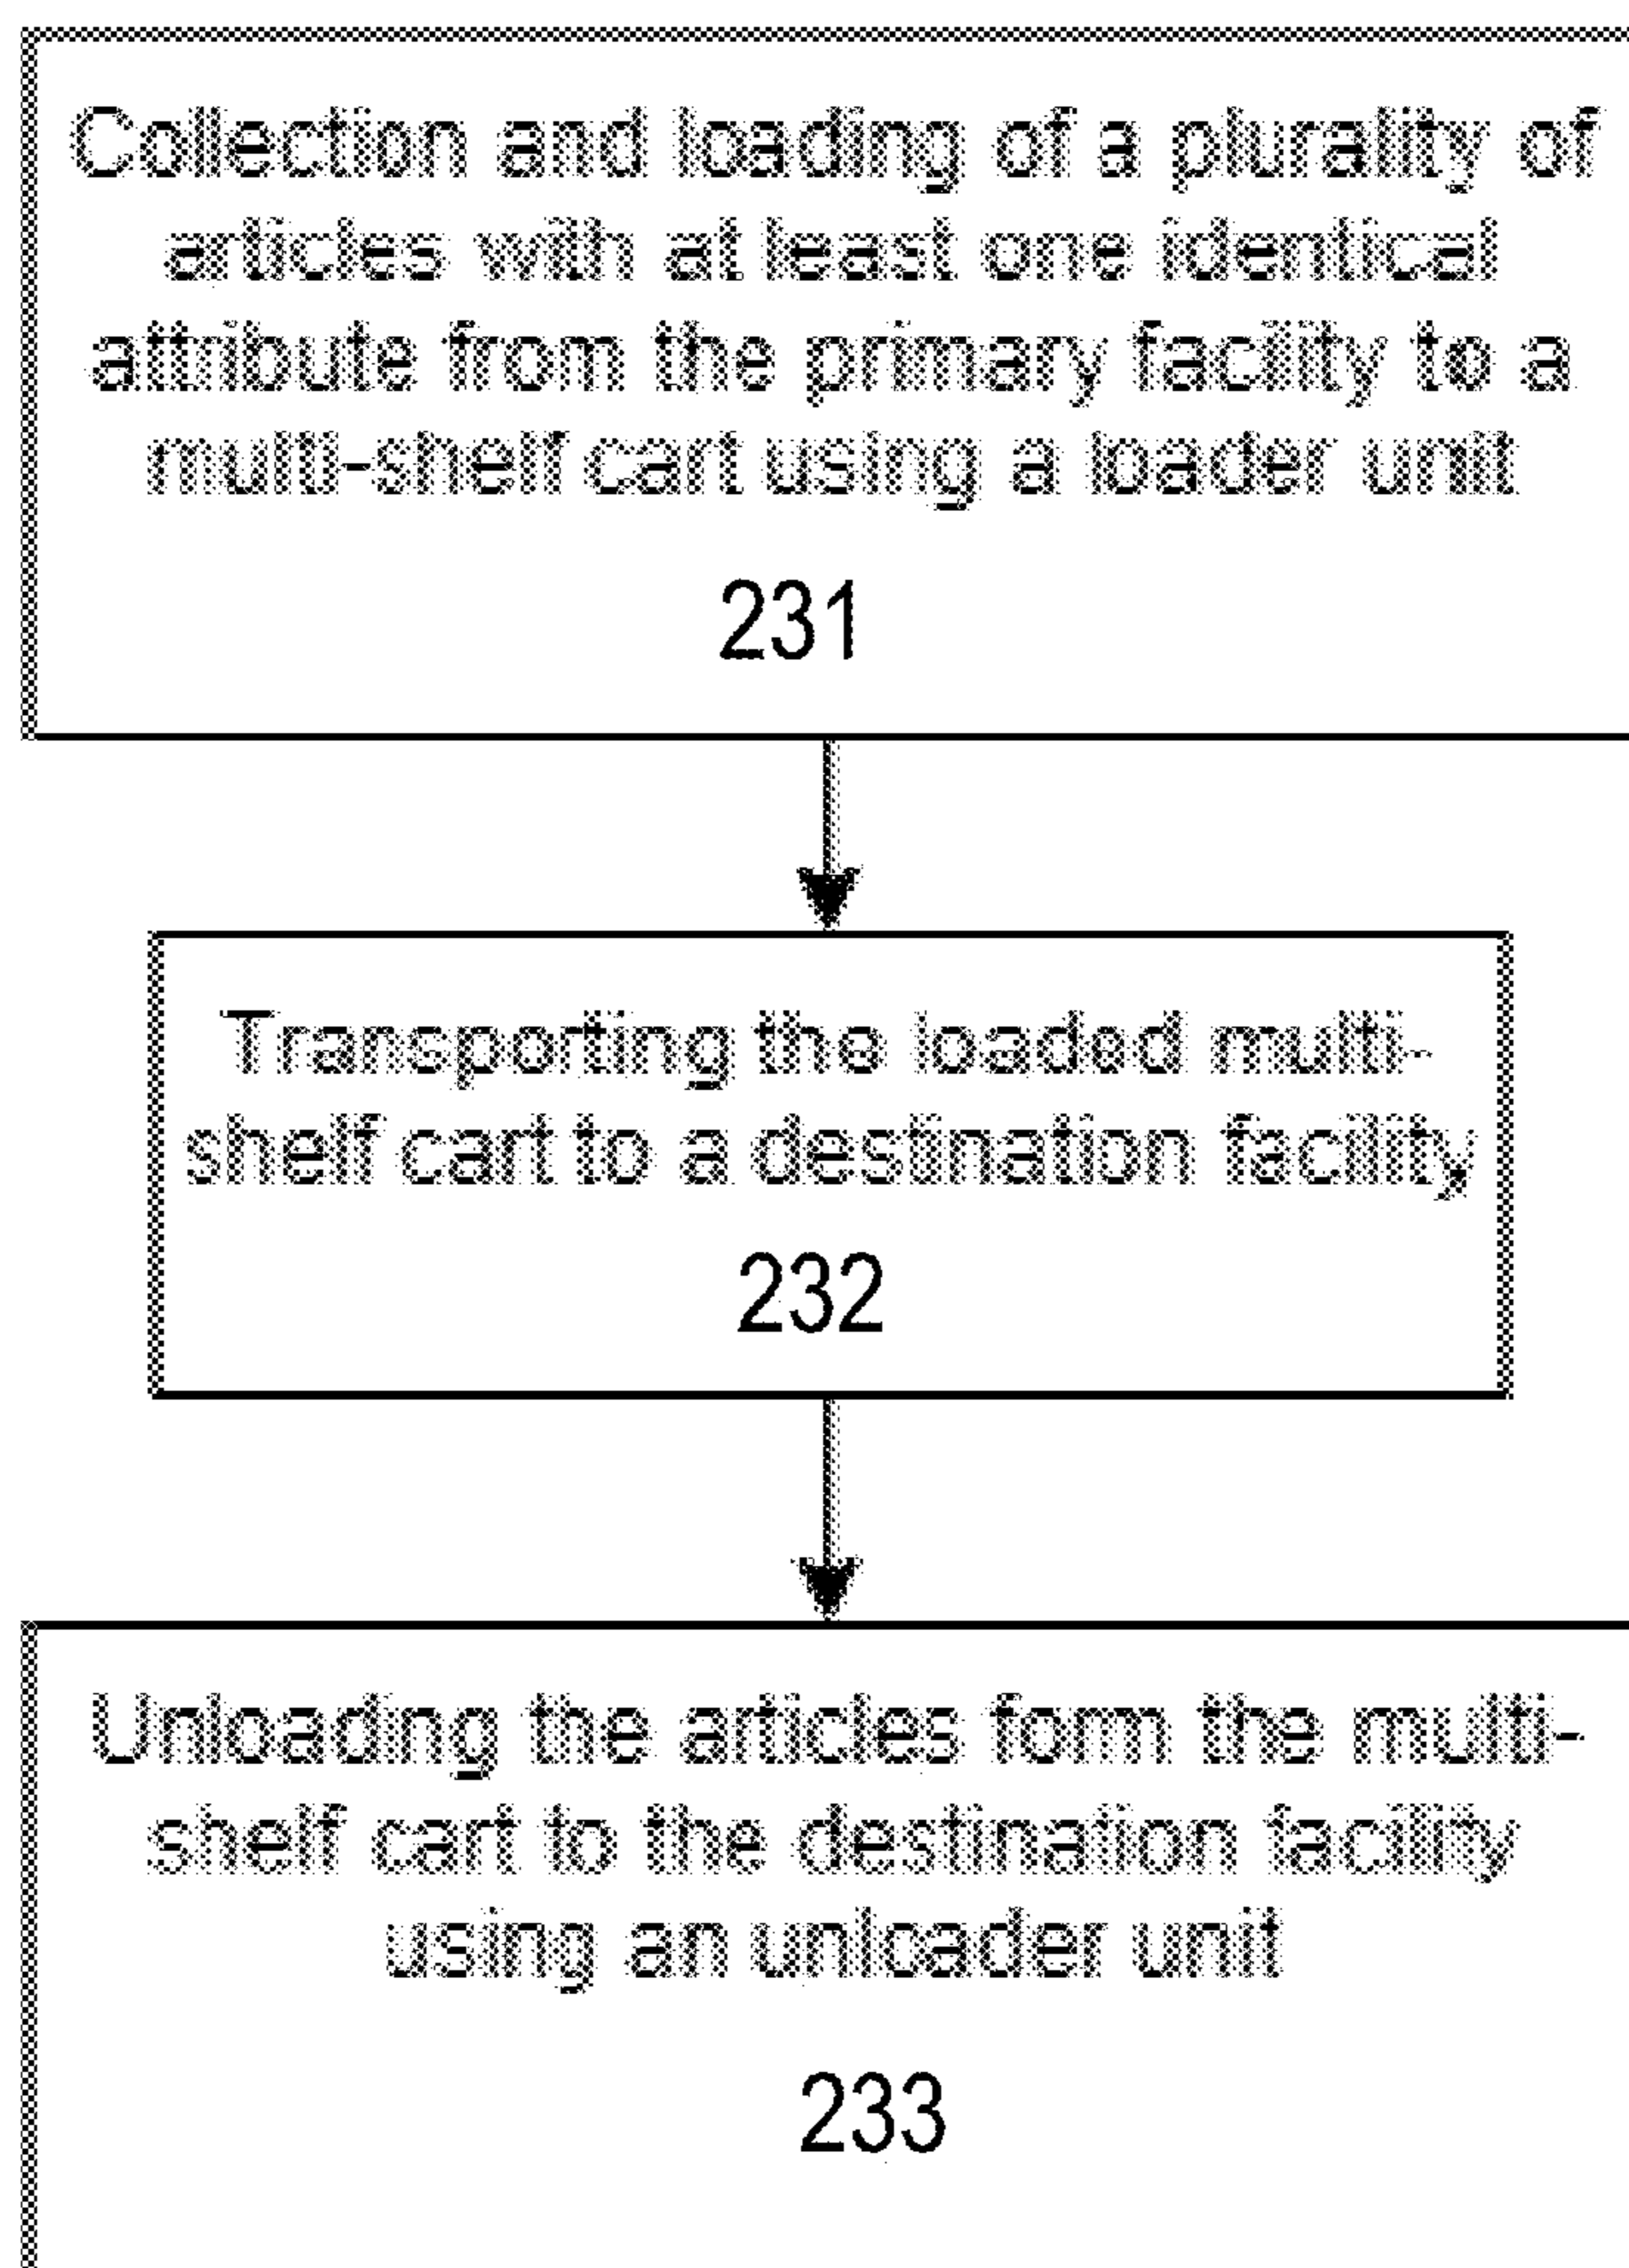 Collection and loading of a plurality of
articles with at least one identical
attribute from the primary facility to a
multi-shelf cart using a loader unit
231
Transporting the loaded multi-
shelf cart to a destination facility
232
Unloading the articles form the multi-
shelf cart to the destination facility
using an unloader unit
233